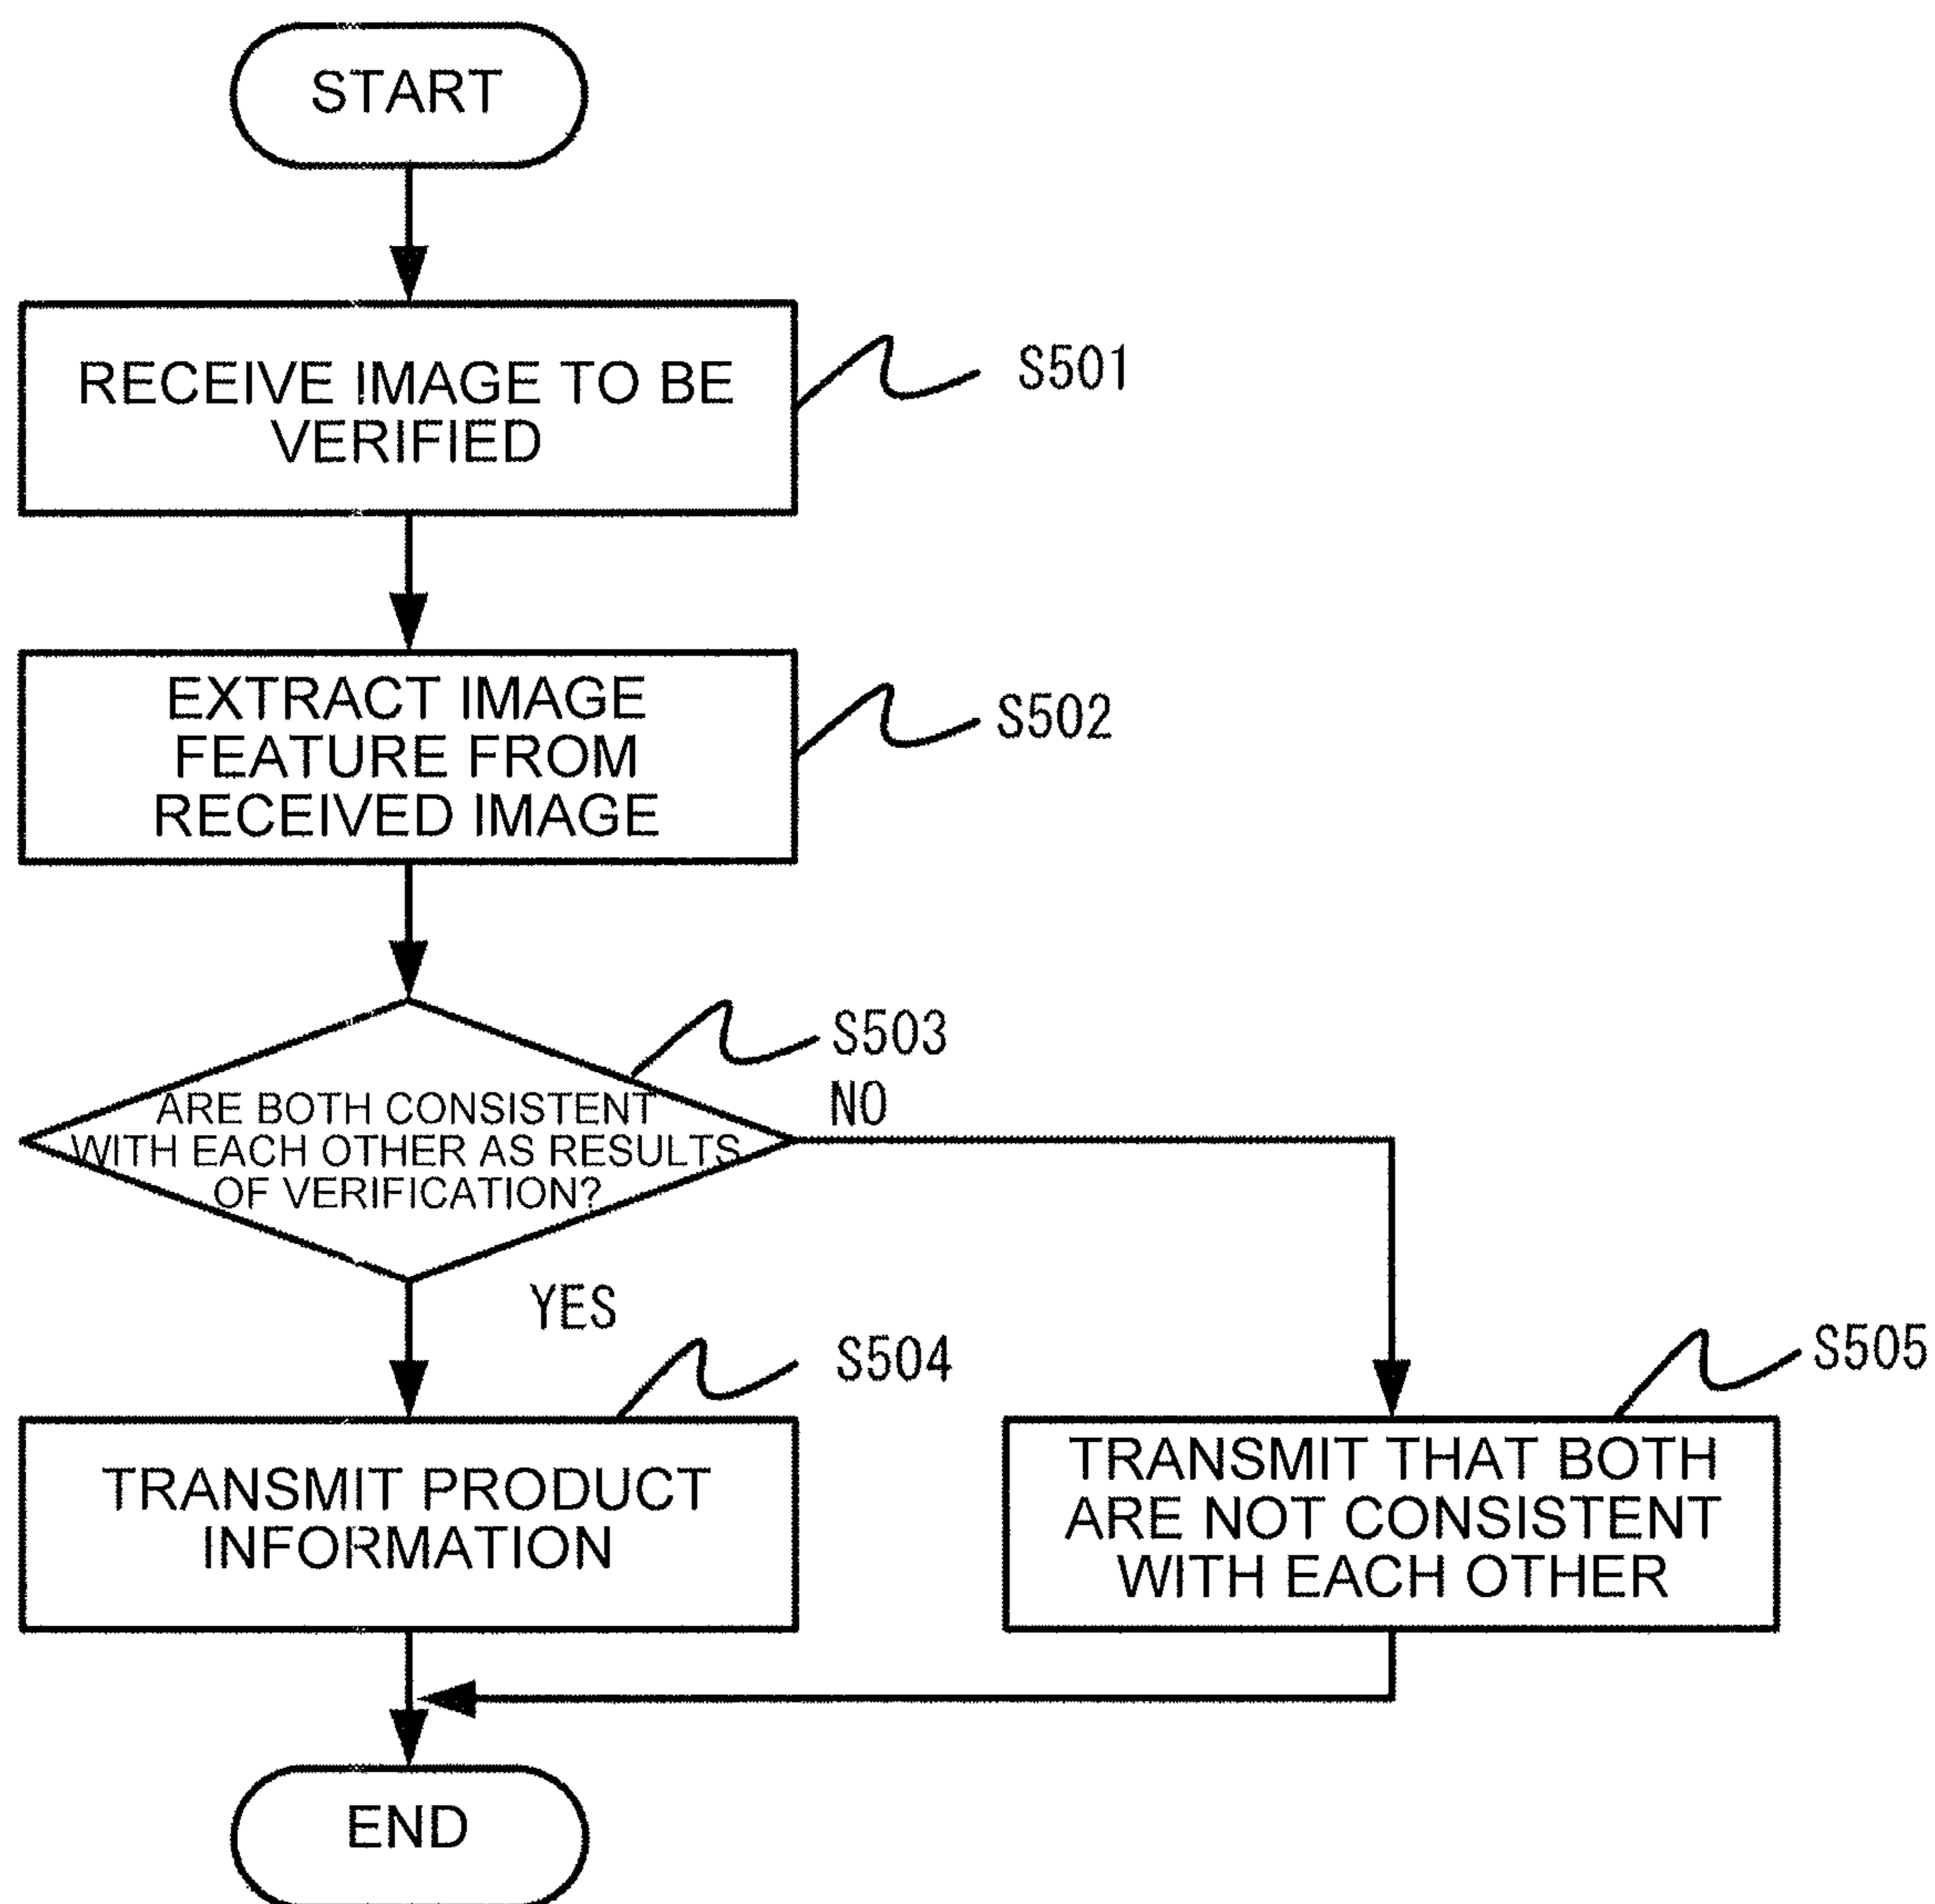 START
RECEIVE IMAGE TO BE
VERIFIED
S501
EXTRACT IMAGE
FEATURE FROM
RECEIVED IMAGE
S502
ARE BOTH CONSISTENT
WITH EACH OTHER AS RESULTS
OF VERIFICATION?
S503
NO
YES
TRANSMIT PRODUCT
INFORMATION
S504
TRANSMIT THAT BOTH
ARE NOT CONSISTENT
WITH EACH OTHER
S505
END